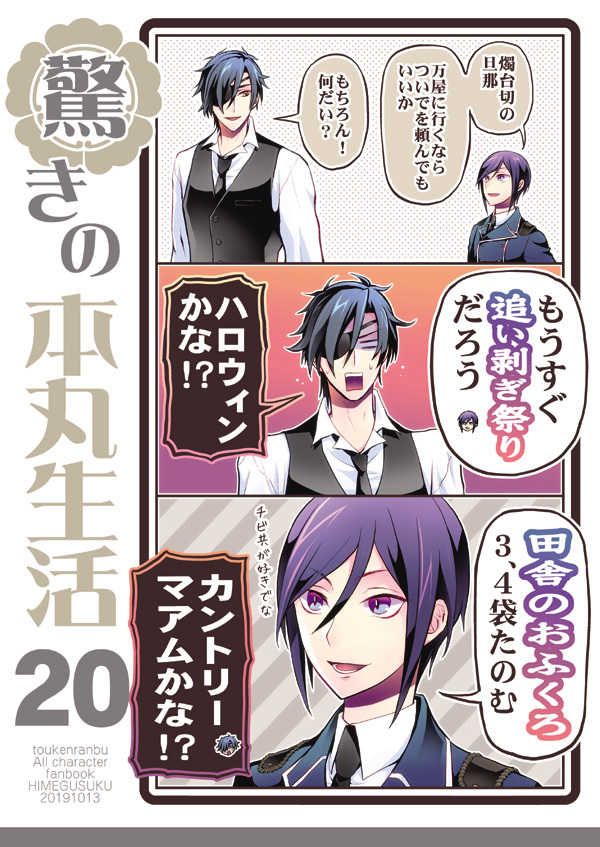 驚きの本丸生活
20
toukenranbu
All character
fanbook
HIMEGUSUKU
20191013
燭台切の
旦那
万屋に行くなら
ついでを頼んでも
いいか
もちろん!
何だい?
もうすぐ
追い剥ぎ祭り
だろう
ハロウィン
かな!?
田舎のおふくろ
3、4袋たのむ
チビ共が好きでな
カントリー
マアムかな!?